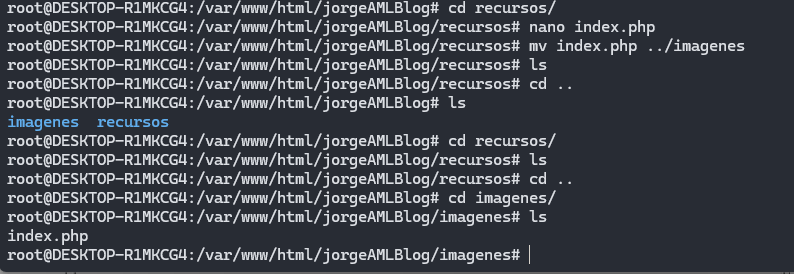 root@DESKTOP-R1MKCG4:/var/www/html/jorgeAMLBlog# cd recursos/
root@DESKTOP-R1MKCG4:/var/www/html/jorgeAMLBlog/recursos# nano index.php
root@DESKTOP-R1MKCG4:/var/www/html/jorgeAMLBlog/recursos# mv index.php ../imagenes
root@DESKTOP-R1MKCG4:/var/www/html/jorgeAMLBlog/recursos# ls
root@DESKTOP-R1MKCG4:/var/www/html/jorgeAMLBlog/recursos# cd ..
root@DESKTOP-R1MKCG4:/var/www/html/jorgeAMLBlog# ls
imagenes  recursos
root@DESKTOP-R1MKCG4:/var/www/html/jorgeAMLBlog# cd recursos/
root@DESKTOP-R1MKCG4:/var/www/html/jorgeAMLBlog/recursos# ls
root@DESKTOP-R1MKCG4:/var/www/html/jorgeAMLBlog/recursos# cd ..
root@DESKTOP-R1MKCG4:/var/www/html/jorgeAMLBlog# cd imagenes/
root@DESKTOP-R1MKCG4:/var/www/html/jorgeAMLBlog/imagenes# ls
index.php
root@DESKTOP-R1MKCG4:/var/www/html/jorgeAMLBlog/imagenes#